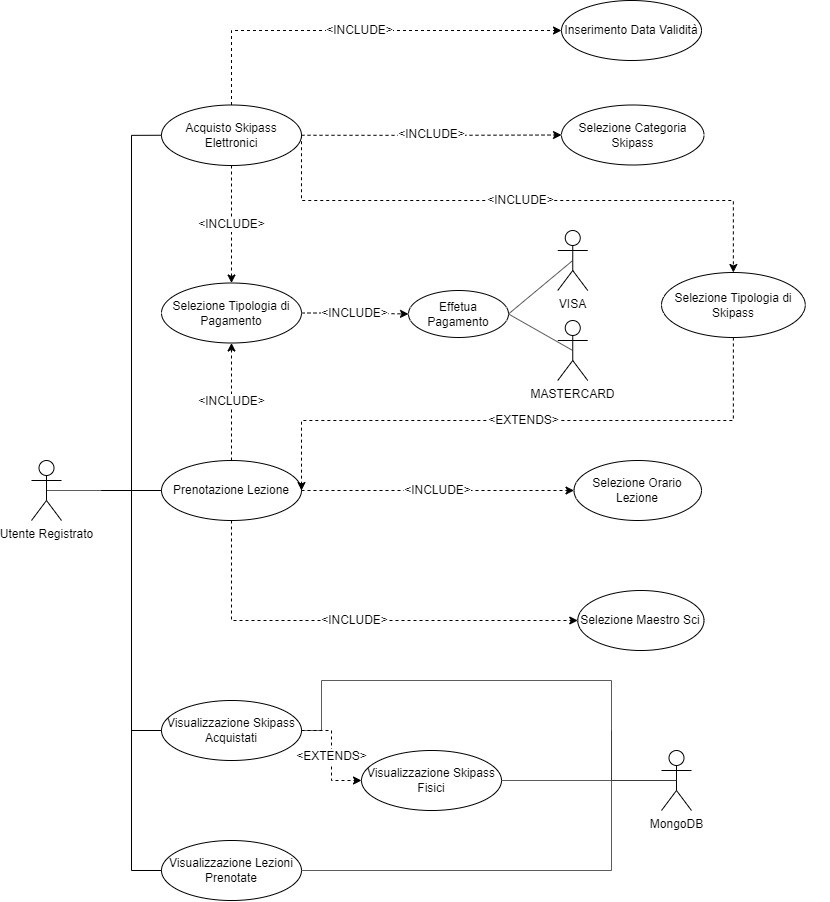 <INCLUDE>
Inserimento Data Validità
Acquisto Skipass
Elettronici
<INCLUDE>
Selezione Categoria
Skipass
<INCLUDE>
<INCLUDE>
Selezione Tipologia di
Pagamento
<INCLUDE>
Effetua
Pagamento
VISA
MASTERCARD
Selezione Tipologia di
Skipass
<INCLUDE>
<EXTENDS>
Utente Registrato
Prenotazione Lezione
<INCLUDE>
Selezione Orario
Lezione
<INCLUDE>
Selezione Maestro Sci
Visualizzazione Skipass
Acquistati
<EXTENDS>
Visualizzazione Skipass
Fisici
MongoDB
Visualizzazione Lezioni
Prenotate